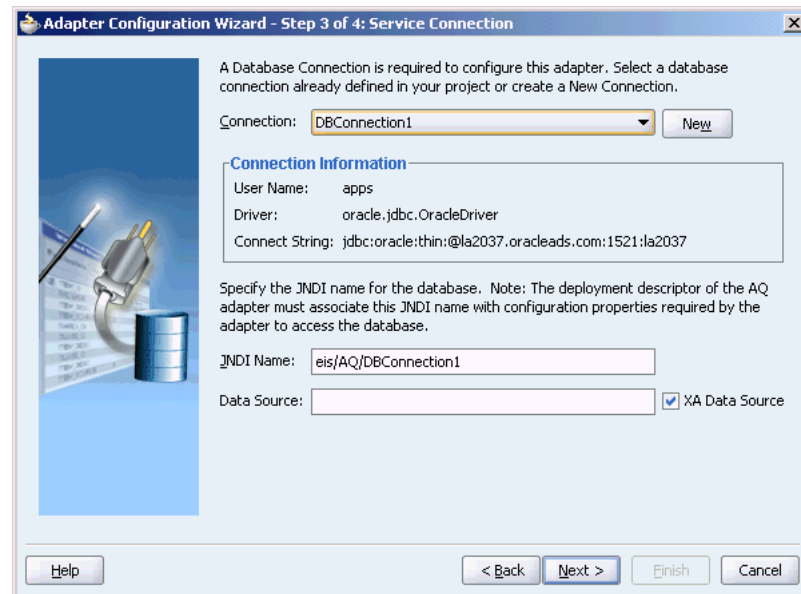 Adapter Configuration Wizard - Step 3 of 4: Service Connection
A Database Connection is required to configure this adapter. Select a database
connection already defined in your project or create a New Connection.
Connection: DBConnection1 New
Connection Information
User Name: apps
Driver: oracle.jdbc.OracleDriver
Connect String: jdbc:oracle:thin:@la2037.oracleads.com:1521:la2037
Specify the JNDI name for the database. Note: The deployment descriptor of the AQ
adapter must associate this JNDI name with configuration properties required by the
adapter to access the database.
JNDI Name: eis/AQ/DBConnection1
Data Source: XA Data Source
Help < Back Next > Finish Cancel